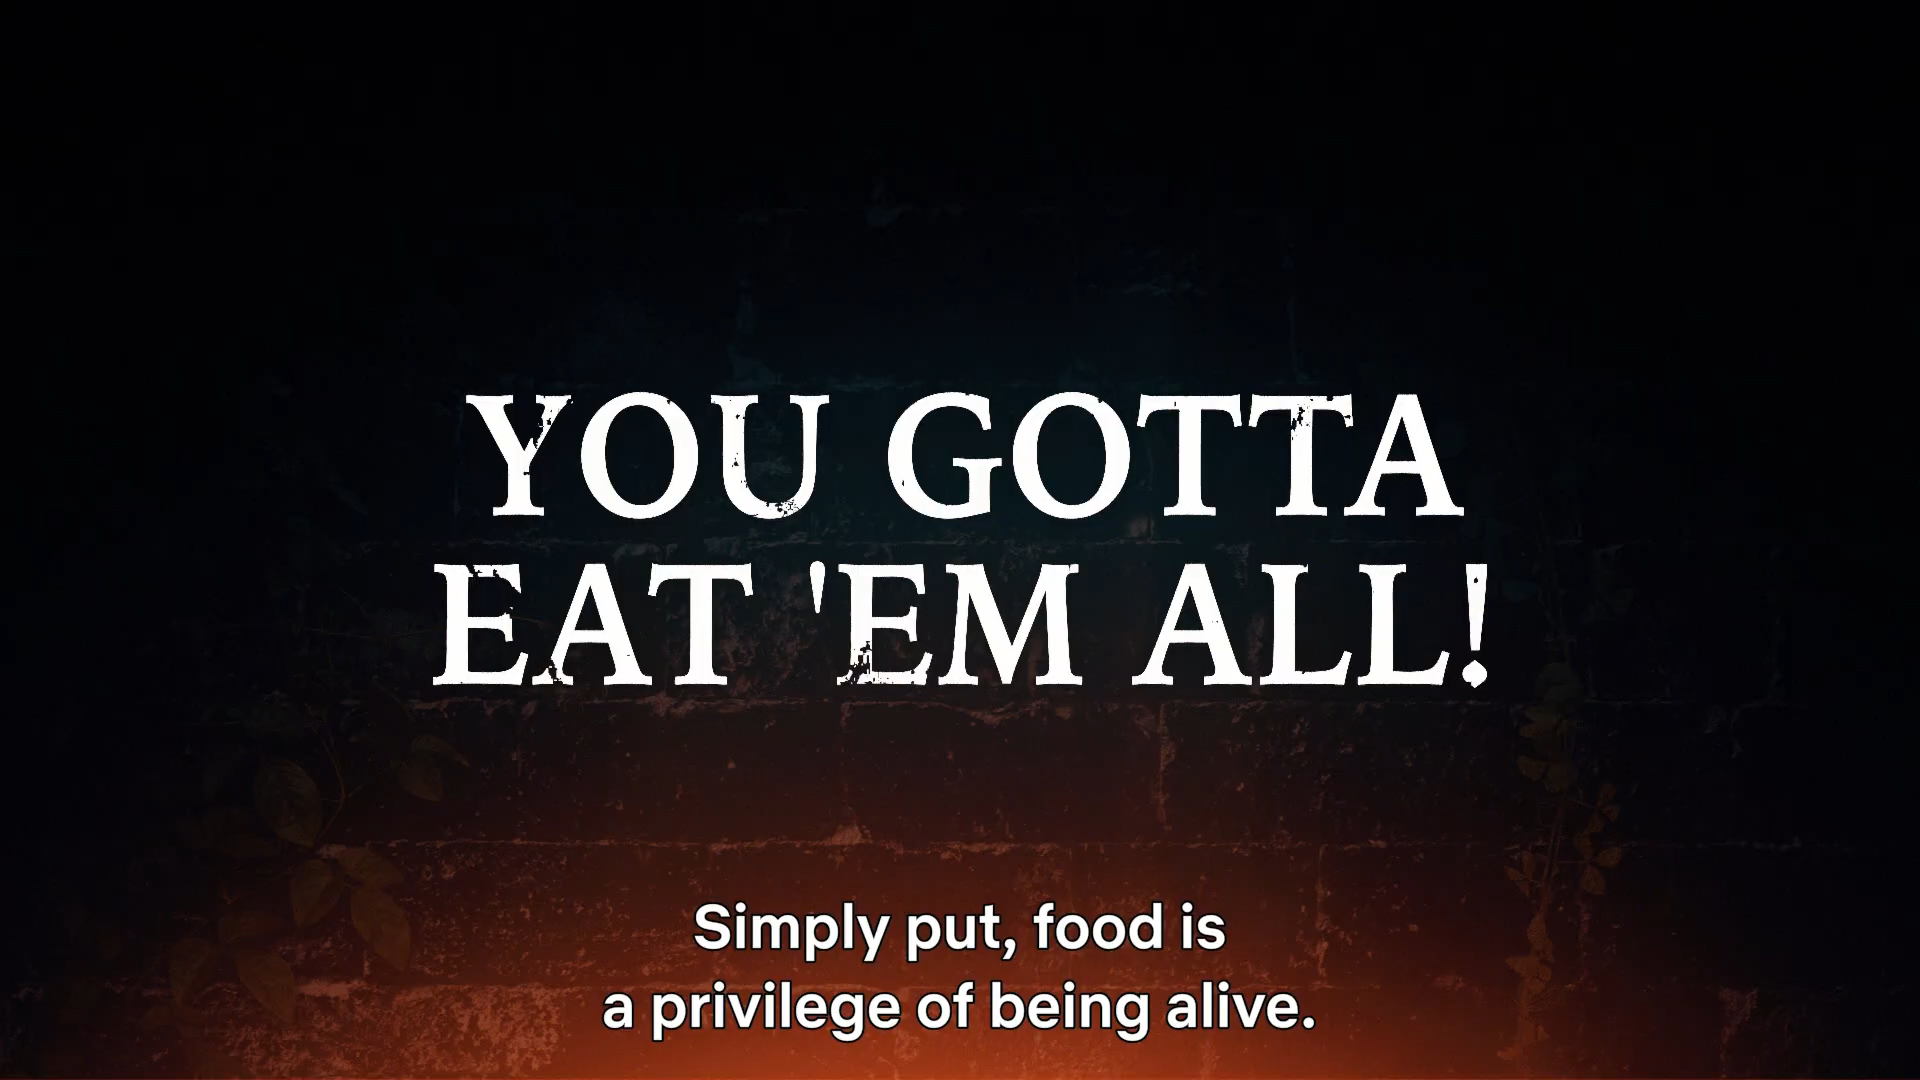 YOU GOTTA
EAT 'EM ALL!
Simply put, food is
a privilege of being alive.